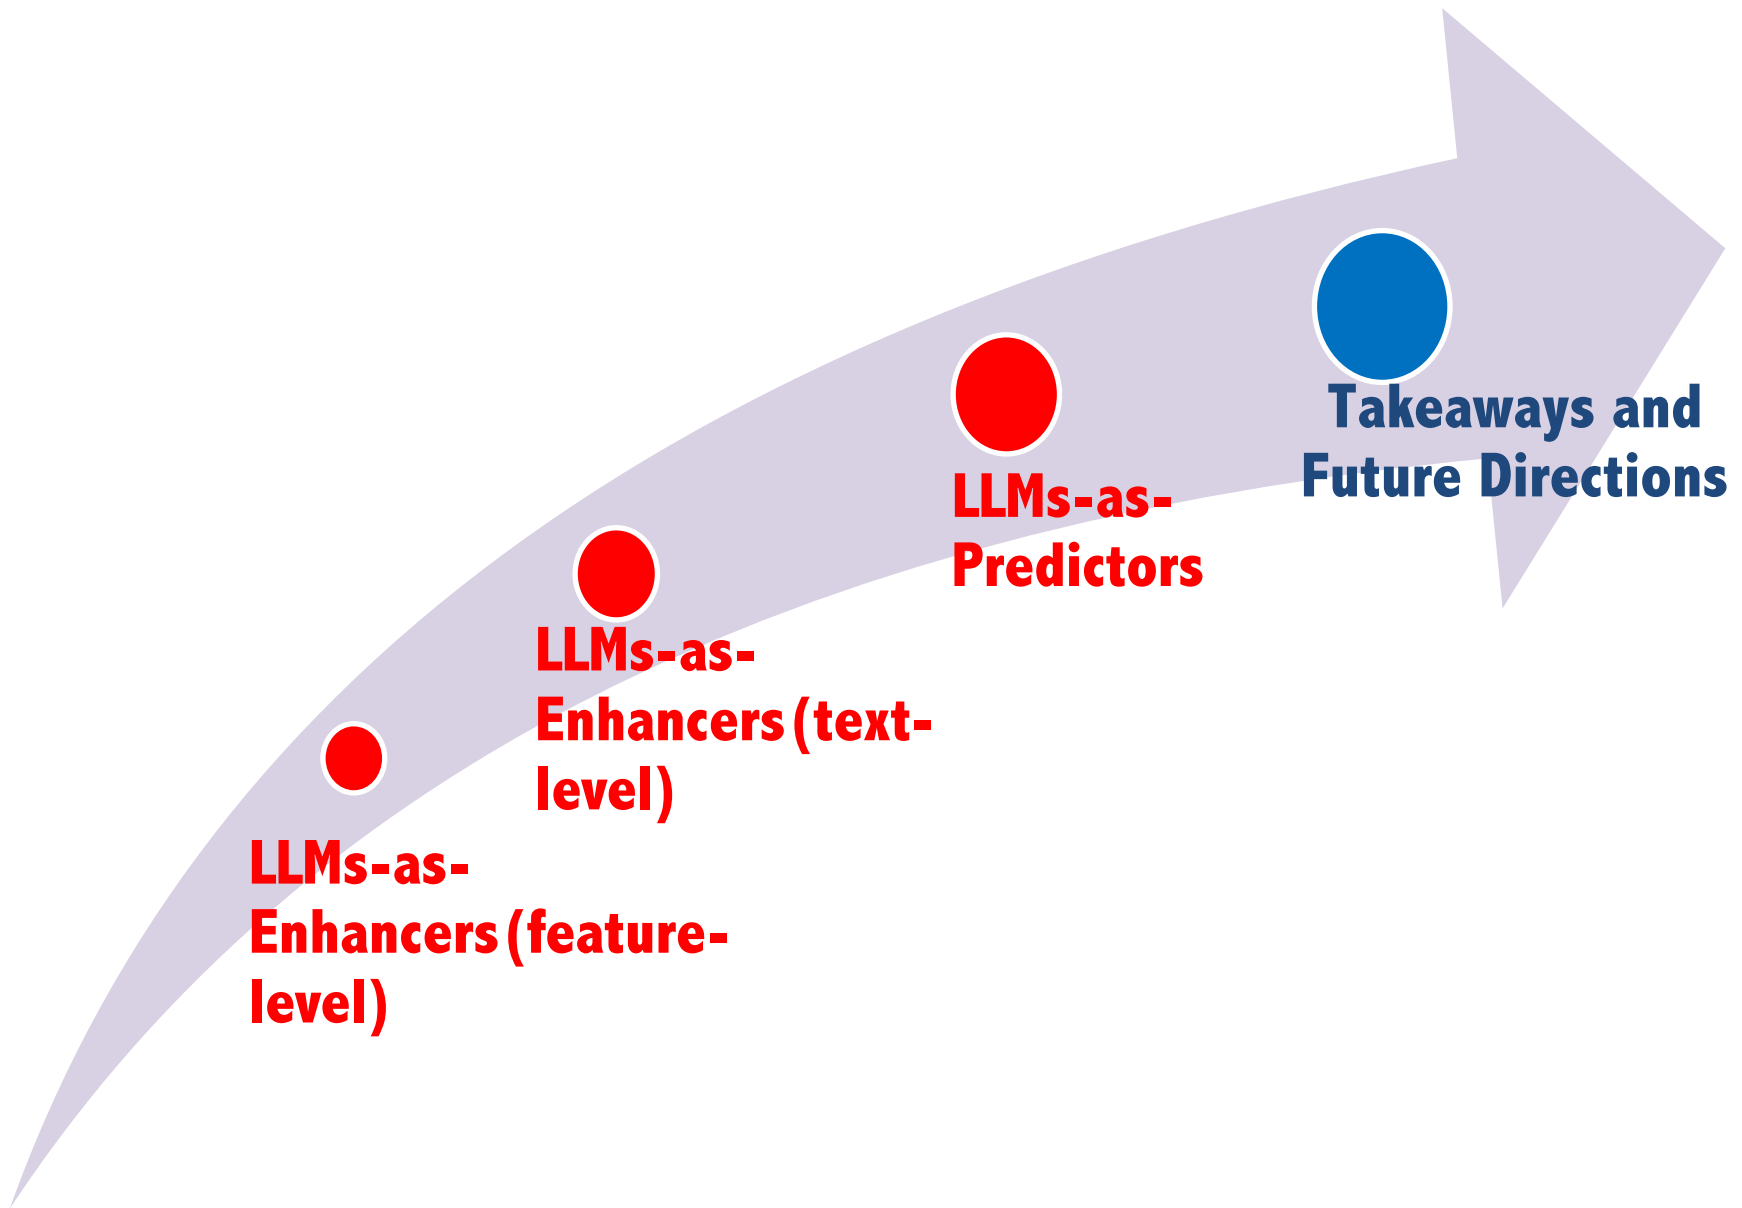 Takeaways and
Future Directions
LLMs-as-
Predictors
LLMs-as-
Enhancers (text-
level)
LLMs-as-
Enhancers (feature-
level)